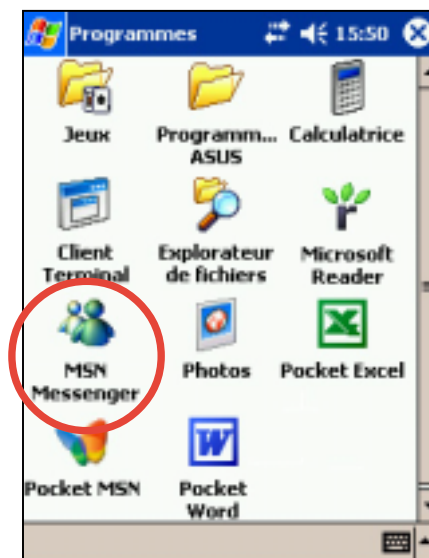 Programmes 15:50
Jeux Programm... Calculatrice
ASUS
Client Explorateur Microsoft
Terminal de fichiers Reader
MSN Photos Pocket Excel
Messenger
Pocket MSN Pocket
Word